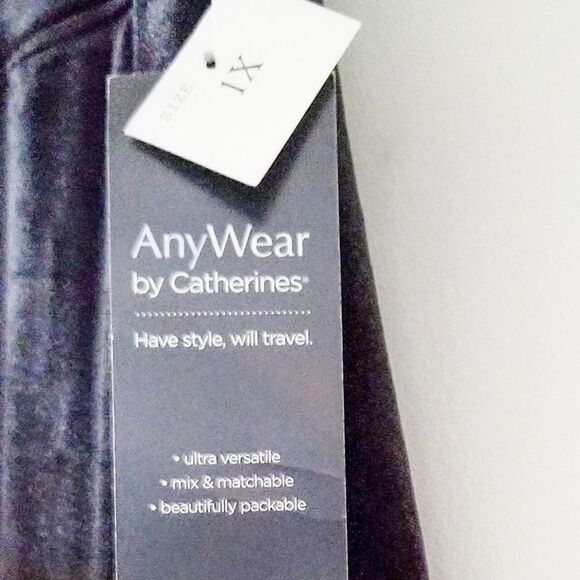 SIZE
1X
AnyWear
by Catherines®
Have style, will travel.
• ultra versatile
• mix & matchable
• beautifully packable